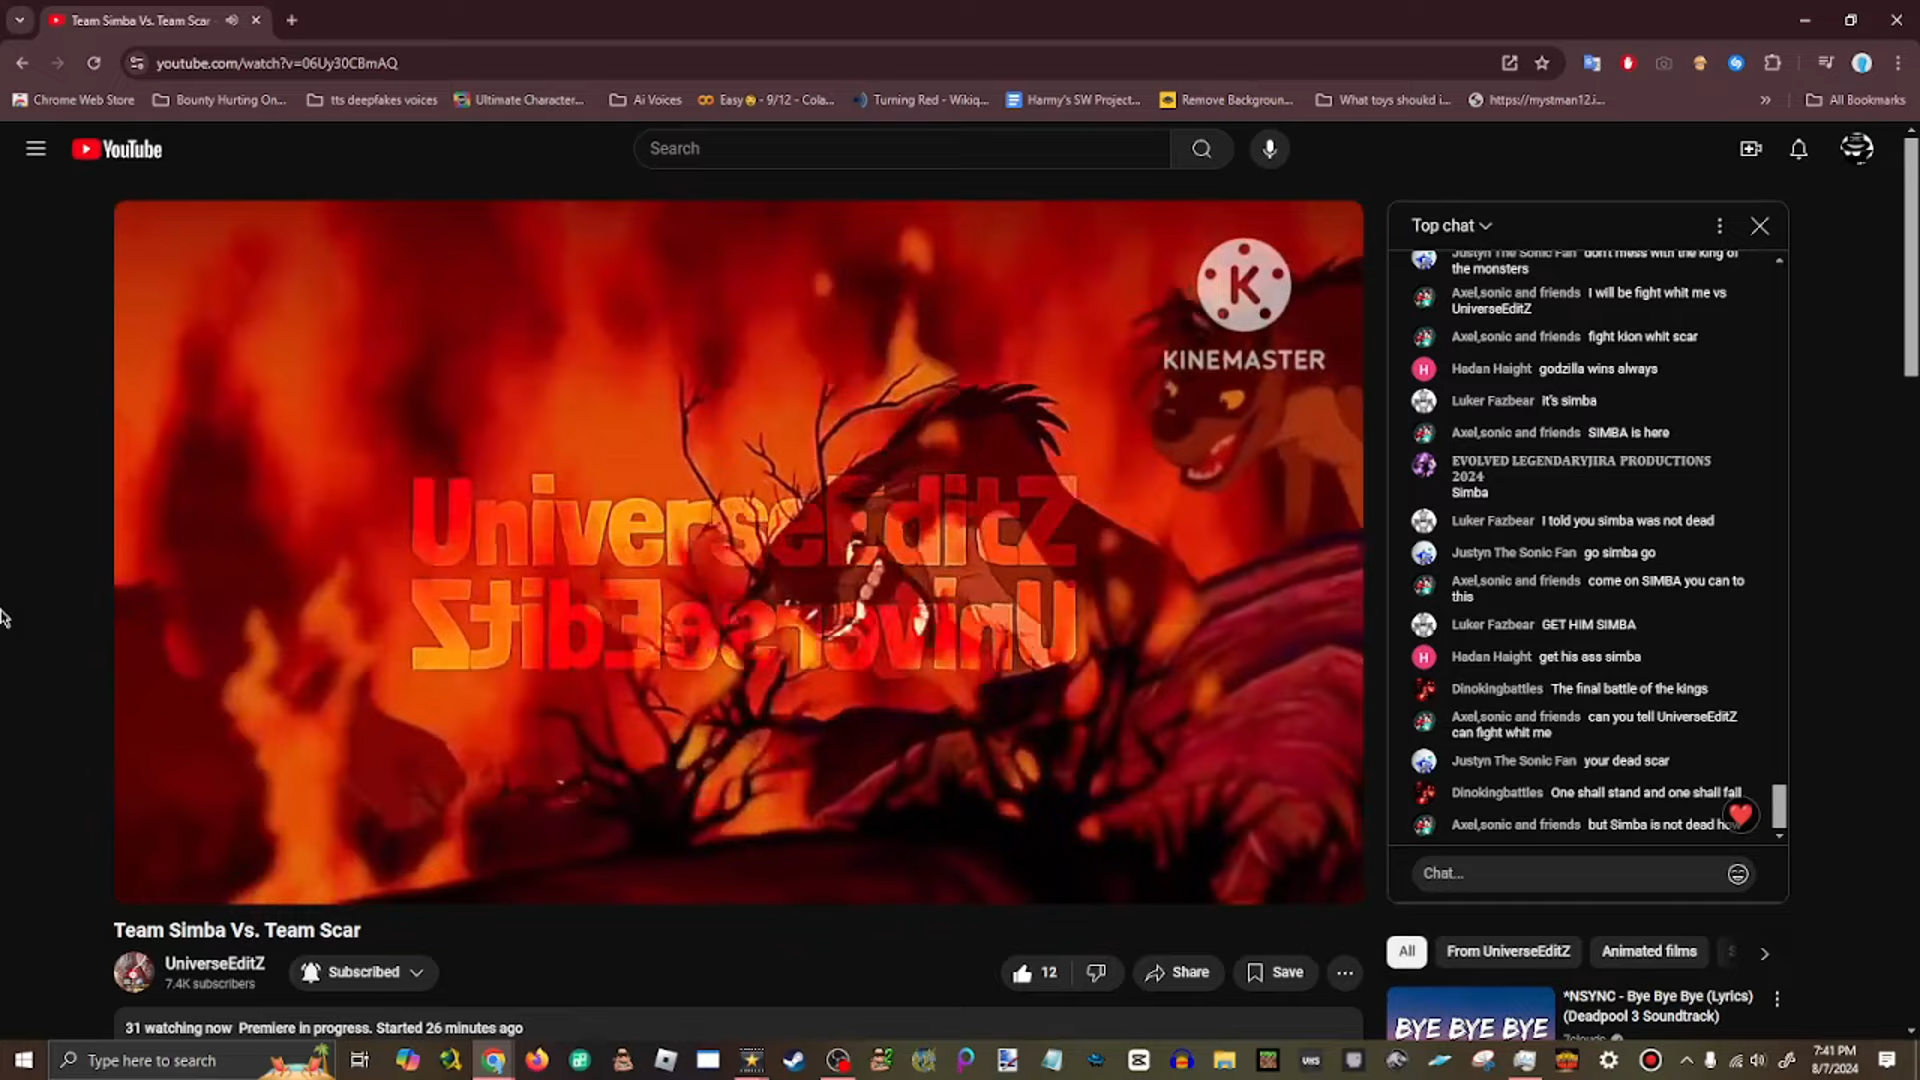 Team Simba Vs. Team Scar
youtube.com/watch?v=06Uy30CBmAQ
Chrome Web Store
Bounty Hurting On...
tts deepfakes voices
Ultimate Character...
Ai Voices
Easy - 9/12 - Cola...
Turning Red - Wikiq...
Harmy's SW Project...
Remove Backgroun...
What toys shoukd i...
https://mystman12.i...
All Bookmarks
YouTube
Search
K
KINEMASTER
UniverseEditZ
UniverseEditZ
Top chat
Justyn The Sonic Fan don't mess with the king of
the monsters
Axel,sonic and friends I will be fight whit me vs
UniverseEditZ
Axel,sonic and friends fight kion whit scar
H Hadan Haight godzilla wins always
Luker Fazbear it's simba
Axel,sonic and friends SIMBA is here
EVOLVED LEGENDARYJIRA PRODUCTIONS
2024
Simba
Luker Fazbear I told you simba was not dead
Justyn The Sonic Fan go simba go
Axel,sonic and friends come on SIMBA you can to
this
Luker Fazbear GET HIM SIMBA
H Hadan Haight get his ass simba
Dinokingbattles The final battle of the kings
Axel,sonic and friends can you tell UniverseEditZ
can fight whit me
Justyn The Sonic Fan your dead scar
Dinokingbattles One shall stand and one shall fall
Axel,sonic and friends but Simba is not dead
Chat...
Team Simba Vs. Team Scar
UniverseEditZ
7.4K subscribers
Subscribed
12
Share
Save
31 watching now Premiere in progress. Started 26 minutes ago
All
From UniverseEditZ
Animated films
*NSYNC - Bye Bye Bye (Lyrics)
(Deadpool 3 Soundtrack)
BYE BYE BYE
Type here to search
VHS
7:41 PM
8/7/2024